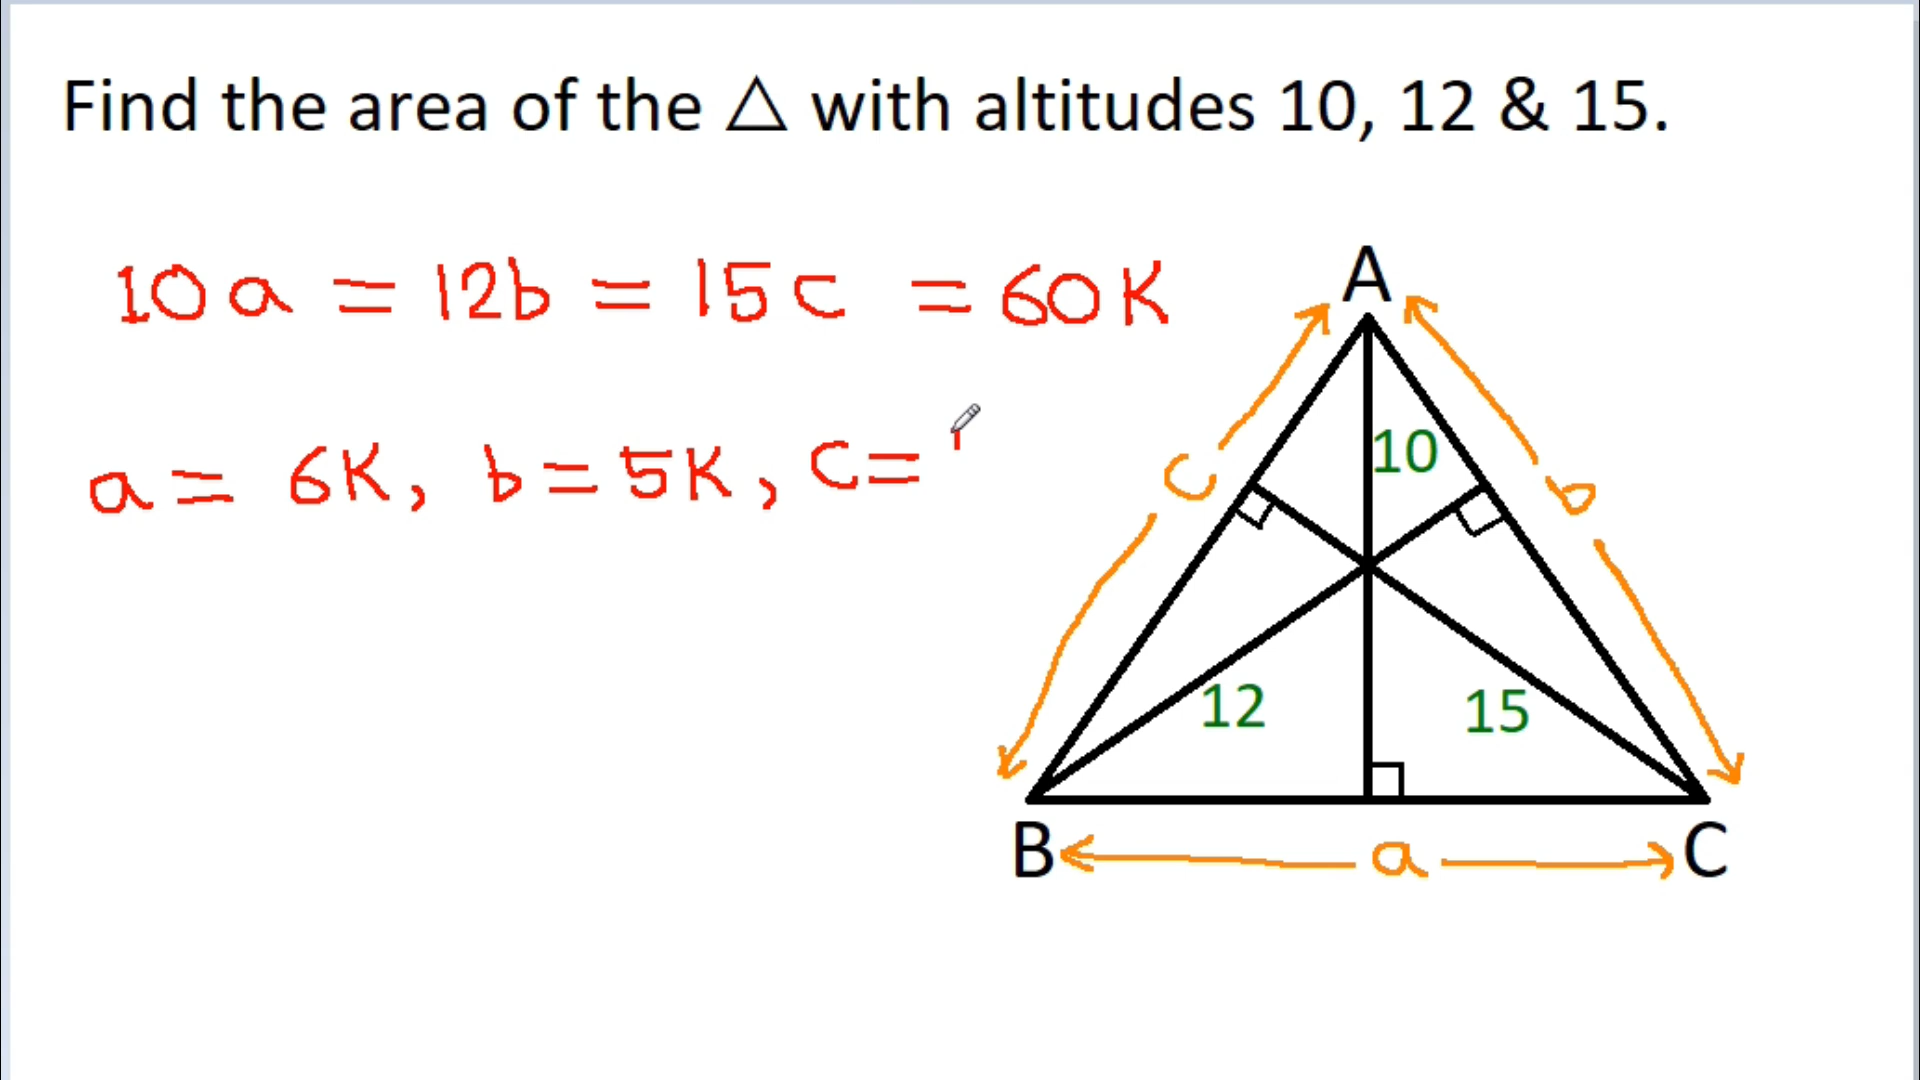 Find the area of the △ with altitudes 10, 12 & 15.
10a = 12b = 15c = 60K
a = 6K, b = 5K, c =
A
c
10
b
12
15
B
a
C